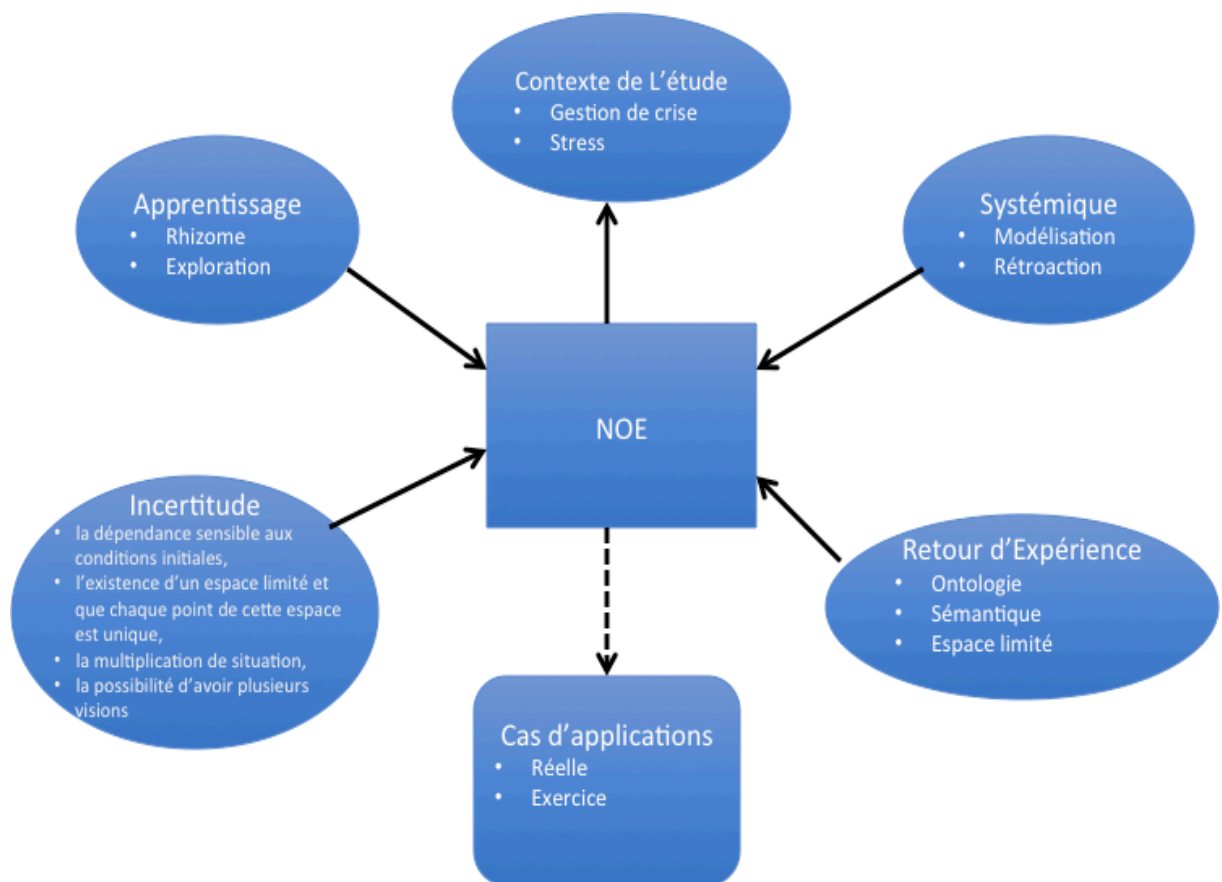 Contexte de L'étude
• Gestion de crise
• Stress
Apprentissage
• Rhizome
• Exploration
Systémique
• Modélisation
• Rétroaction
NOE
Incertitude
• la dépendance sensible aux
conditions initiales,
• l'existence d'un espace limité et
que chaque point de cette espace
est unique,
• la multiplication de situation,
• la possibilité d'avoir plusieurs
visions
Retour d'Expérience
• Ontologie
• Sémantique
• Espace limité
Cas d'applications
• Réelle
• Exercice